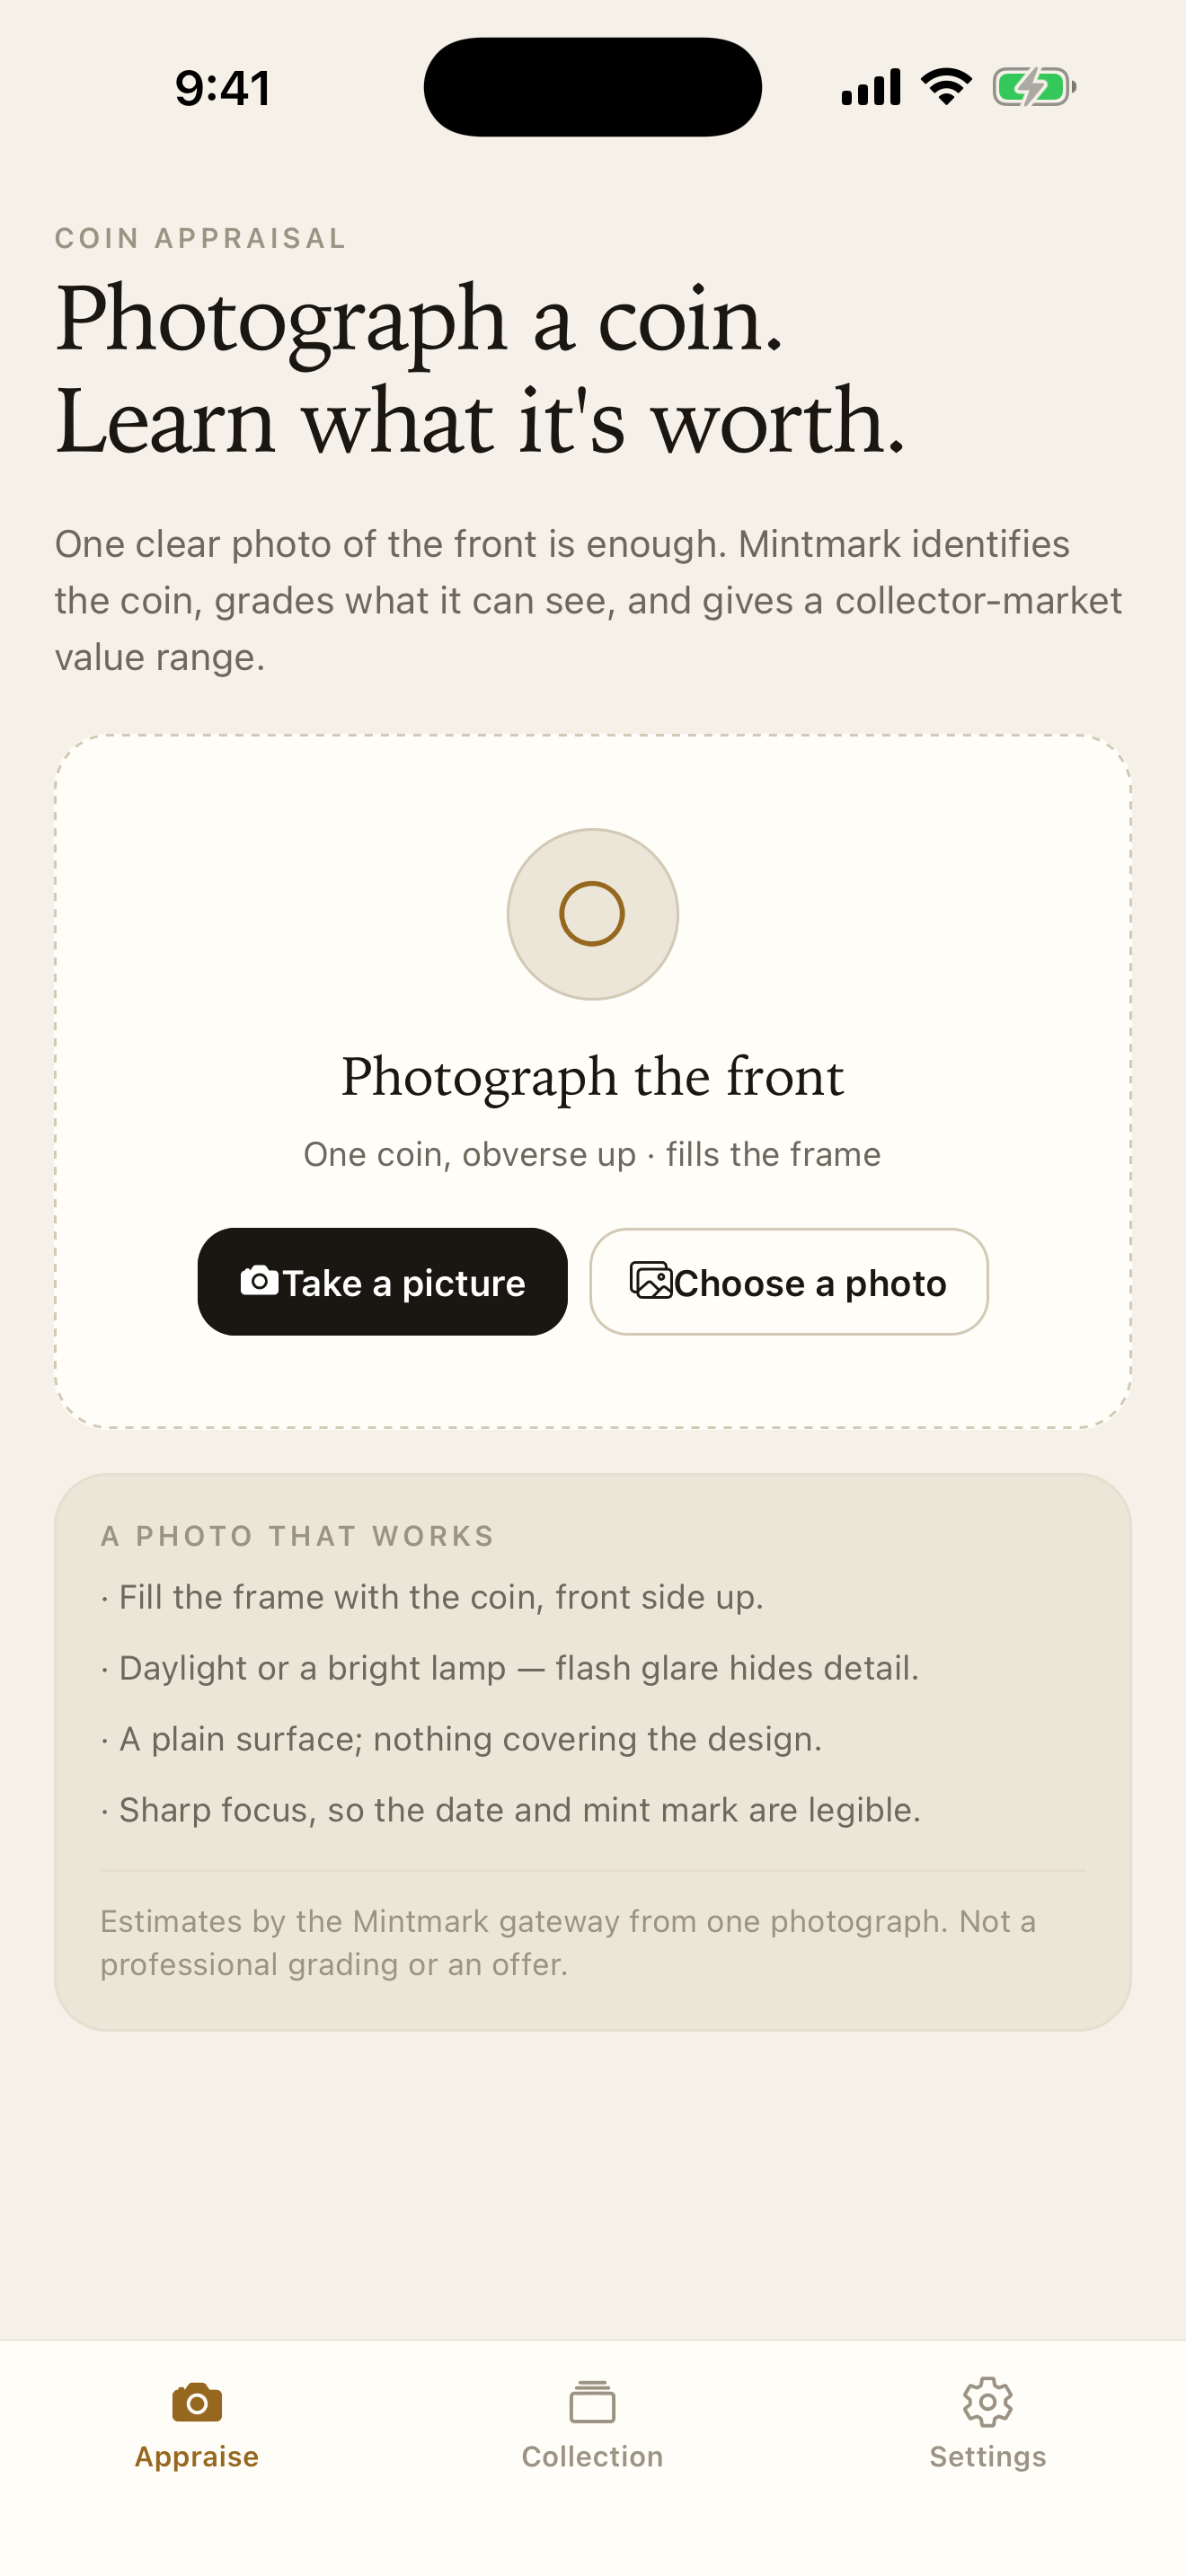 9:41
COIN APPRAISAL
Photograph a coin.
Learn what it's worth.
One clear photo of the front is enough. Mintmark identifies
the coin, grades what it can see, and gives a collector-market
value range.
Photograph the front
One coin, obverse up · fills the frame
Take a picture
Choose a photo
A PHOTO THAT WORKS
· Fill the frame with the coin, front side up.
· Daylight or a bright lamp — flash glare hides detail.
· A plain surface; nothing covering the design.
· Sharp focus, so the date and mint mark are legible.
Estimates by the Mintmark gateway from one photograph. Not a
professional grading or an offer.
Appraise
Collection
Settings